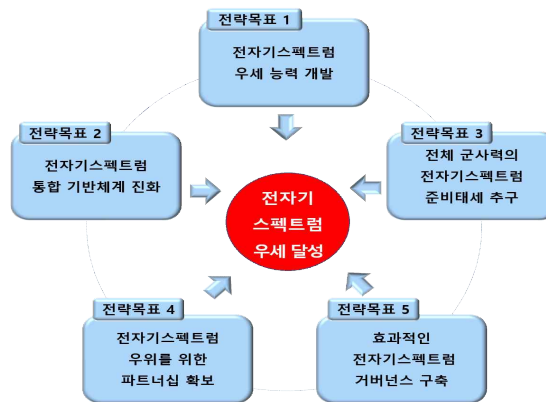 전략목표 1
전자기스펙트럼
우세 능력 개발
전략목표 2
전자기스펙트럼
통합 기반체계 진화
전략목표 3
전체 군사력의
전자기스펙트럼
준비태세 추구
전자기
스펙트럼
우세 달성
전략목표 4
전자기스펙트럼
우위를 위한
파트너십 확보
전략목표 5
효과적인
전자기스펙트럼
거버넌스 구축